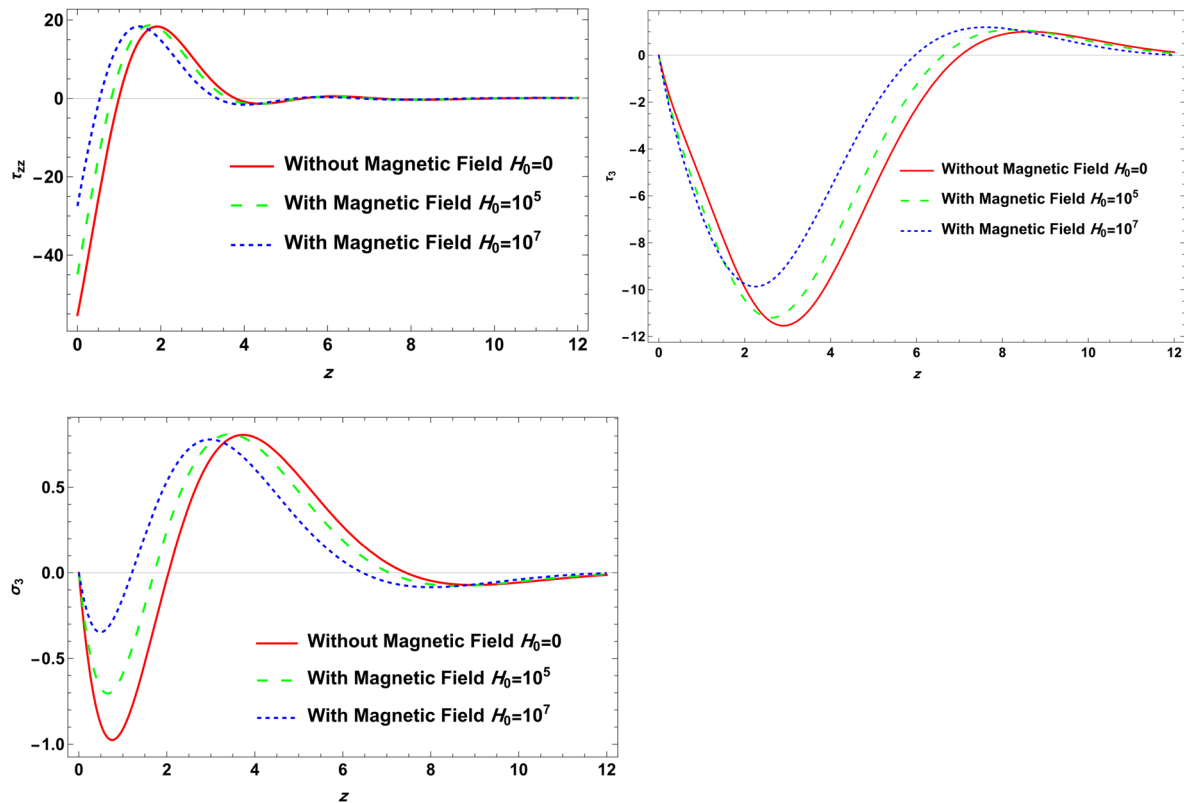 20
0
−20
−40
τzz
Without Magnetic Field H0=0
With Magnetic Field H0=10^5
With Magnetic Field H0=10^7
0 2 4 6 8 10 12
z
0
−2
−4
−6
−8
−10
−12
τ3
Without Magnetic Field H0=0
With Magnetic Field H0=10^5
With Magnetic Field H0=10^7
0 2 4 6 8 10 12
z
0.5
0.0
−0.5
−1.0
σ3
Without Magnetic Field H0=0
With Magnetic Field H0=10^5
With Magnetic Field H0=10^7
0 2 4 6 8 10 12
z